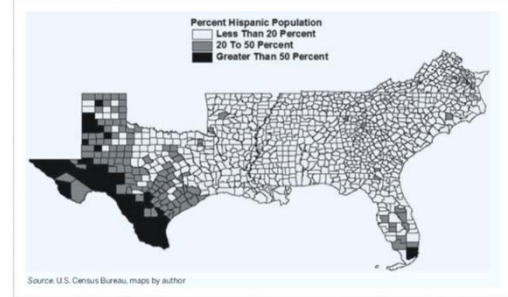 Percent Hispanic Population
Less Than 20 Percent
20 To 50 Percent
Greater Than 50 Percent
Source. U.S. Census Bureau, maps by author